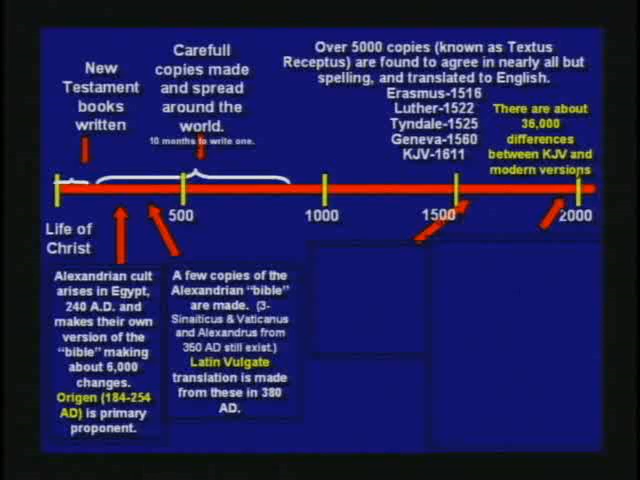 New
Testament
books
written
Carefull
copies made
and spread
around the
world.
10 months to write one.
Over 5000 copies (known as Textus
Receptus) are found to agree in nearly all but
spelling, and translated to English.
Erasmus-1516
Luther-1522
Tyndale-1525
Geneva-1560
KJV-1611
There are about
36,000
differences
between KJV and
modern versions
500
1000
1500
2000
Life of
Christ
Alexandrian cult
arises in Egypt,
240 A.D. and
makes their own
version of the
“bible” making
about 6,000
changes.
Origen (184-254
AD) is primary
proponent.
A few copies of the
Alexandrian “bible”
are made. (3-
Sinaiticus & Vaticanus
and Alexandrus from
350 AD still exist.)
Latin Vulgate
translation is made
from these in 380
AD.